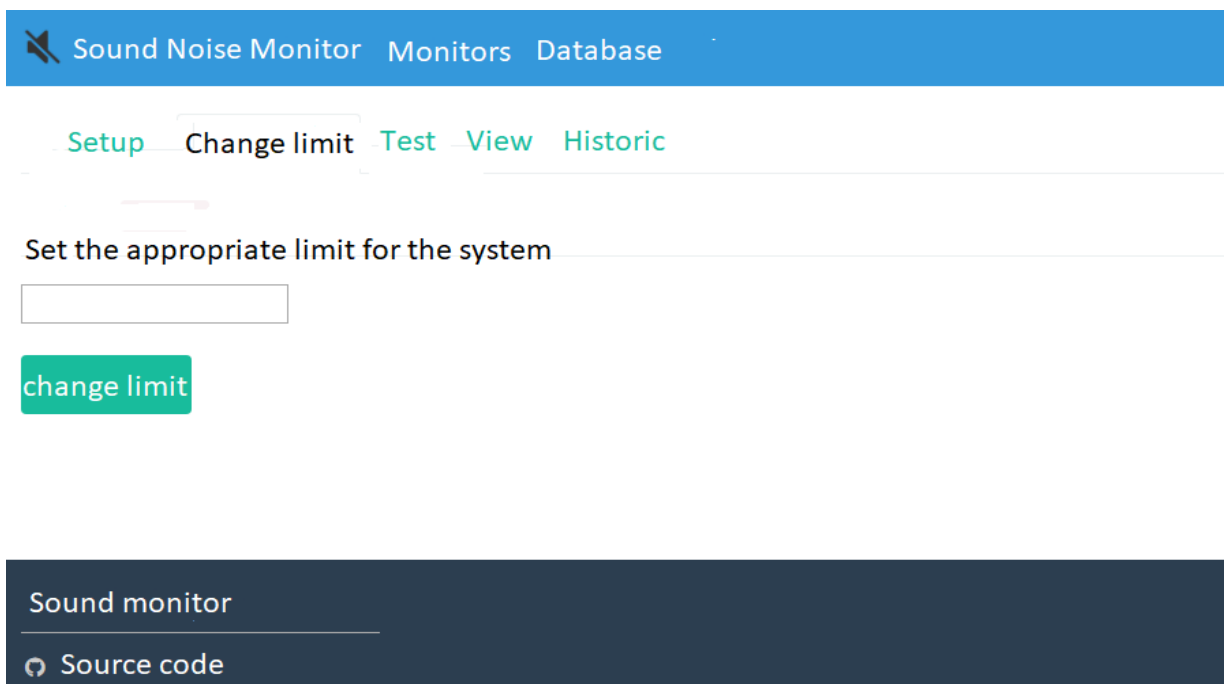 Sound Noise Monitor Monitors Database
Setup Change limit Test View Historic
Set the appropriate limit for the system
change limit
Sound monitor
Source code